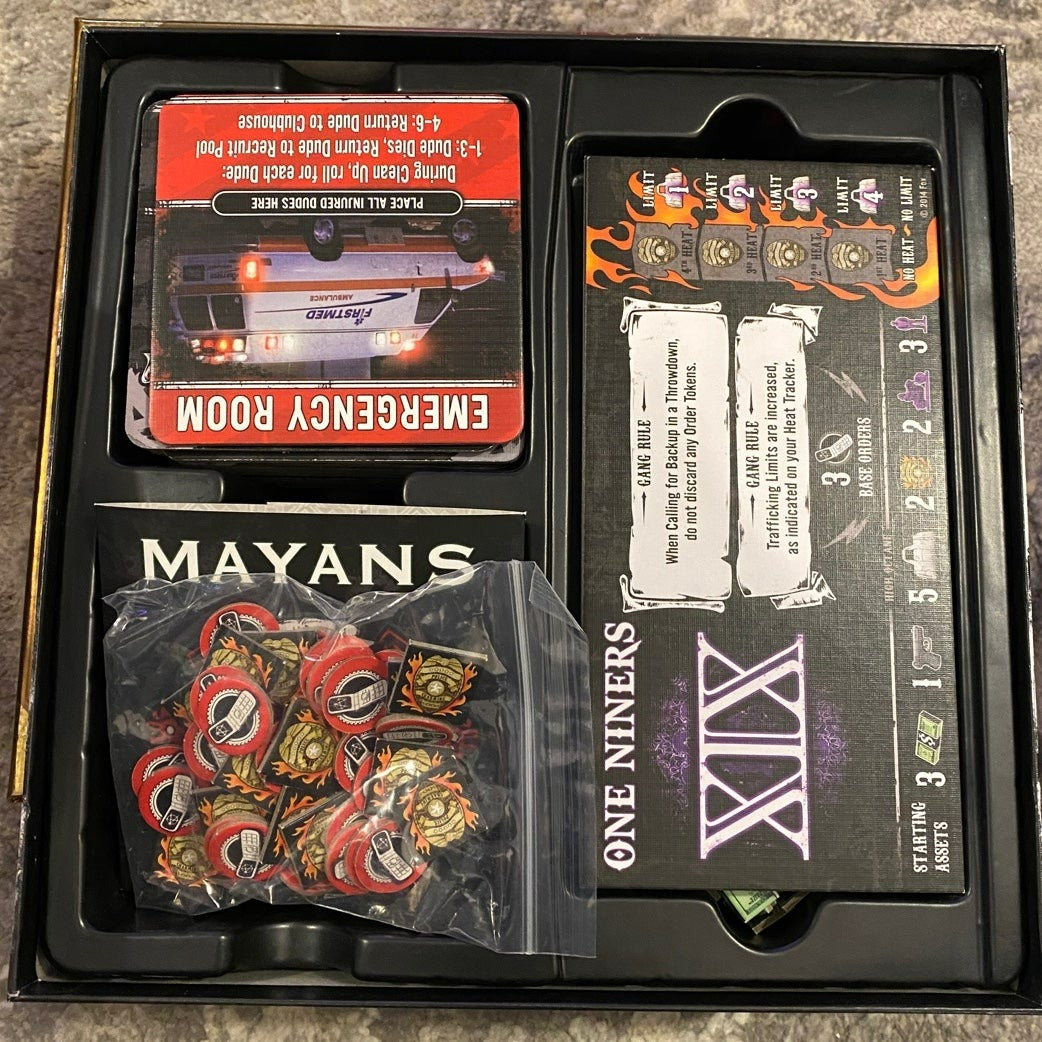 EMERGENCY ROOM
FIRSTMED
AMBULANCE
PLACE ALL INJURED DUDES HERE
During Clean Up, roll for each Dude:
1-3: Dude Dies, Return Dude to Recruit Pool
4-6: Return Dude to Clubhouse
MAYANS
ONE NINERS
XIX
GANG RULE
When Calling for Backup in a Throwdown,
do not discard any Order Tokens.
GANG RULE
Trafficking Limits are increased,
as indicated on your Heat Tracker.
3
BASE ORDERS
STARTING
ASSETS
3 1 5 2 2 3
4TH HEAT
LIMIT 1
3RD HEAT
LIMIT 2
2ND HEAT
LIMIT 3
1ST HEAT
LIMIT 4
NO HEAT - NO LIMIT
© 2014 Fox